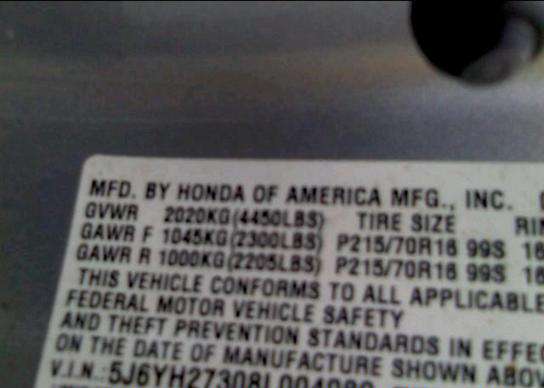 MFD. BY HONDA OF AMERICA MFG., INC.
GVWR 2020KG(4450LBS) TIRE SIZE
GAWR F 1045KG(2300LBS) P215/70R16 99S
GAWR R 1000KG(2205LBS) P215/70R16 99S
THIS VEHICLE CONFORMS TO ALL APPLICABLE
FEDERAL MOTOR VEHICLE SAFETY
AND THEFT PREVENTION STANDARDS IN EFFE
ON THE DATE OF MANUFACTURE SHOWN ABOV
V.I.N.: